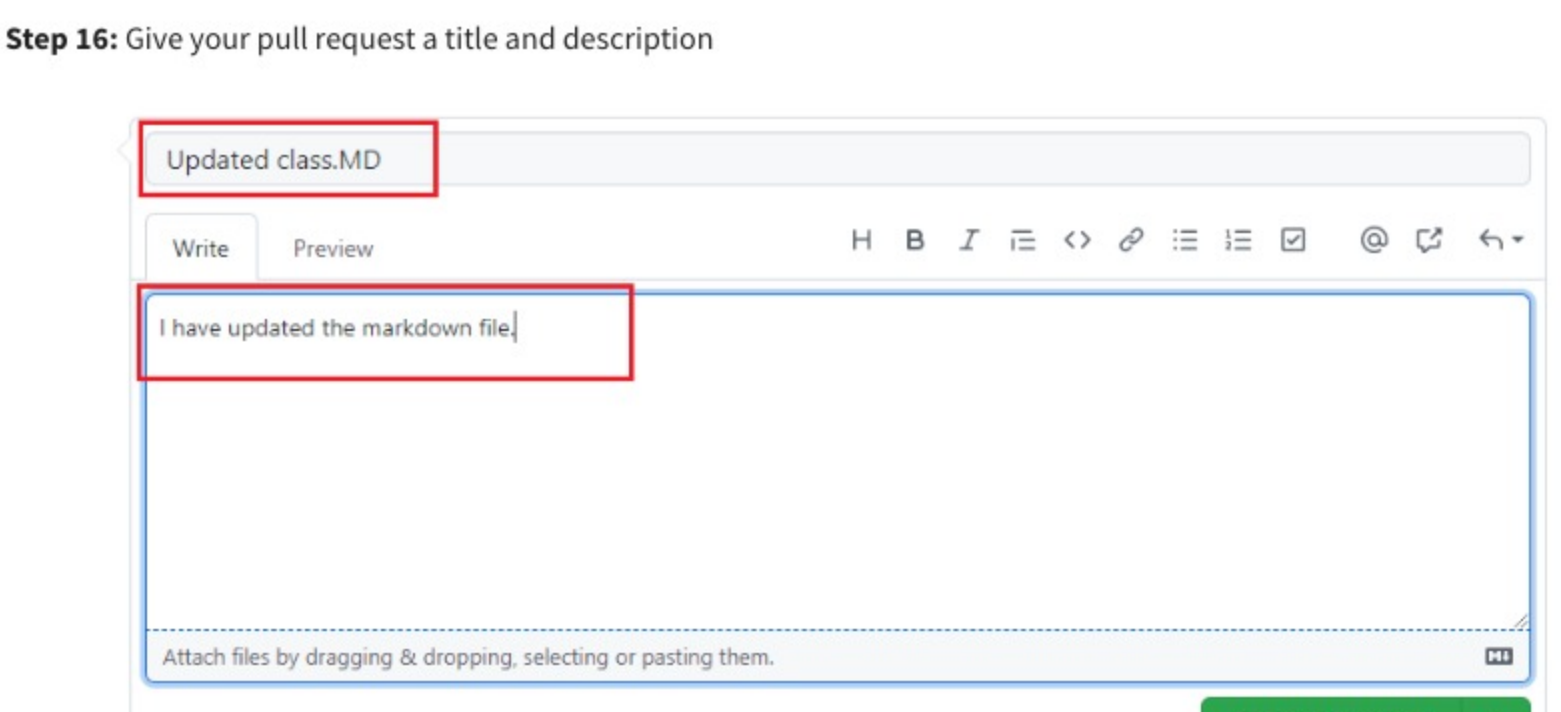 Step 16: Give your pull request a title and description
Updated class.MD
Write Preview H B I @
I have updated the markdown file.
Attach files by dragging & dropping, selecting or pasting them.